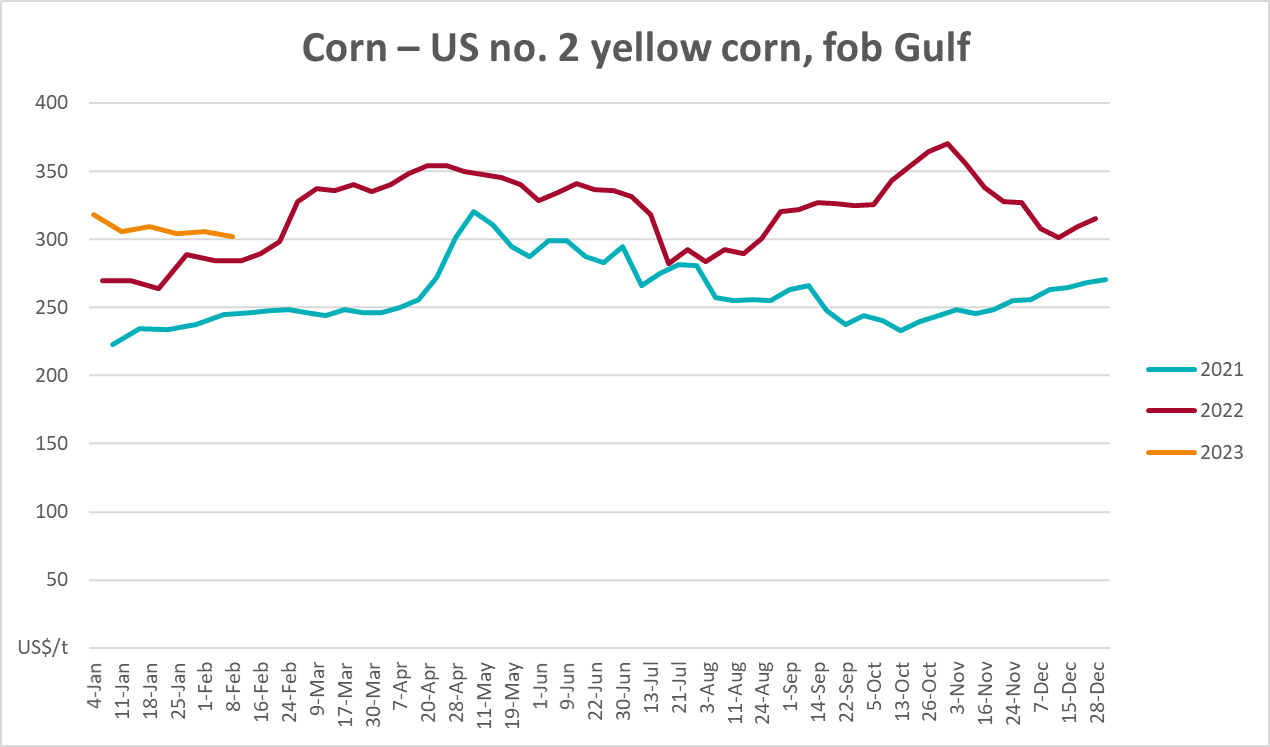 Corn – US no. 2 yellow corn, fob Gulf
400
350
300
250
200
150
100
50
US$/t
4-Jan
11-Jan
18-Jan
25-Jan
1-Feb
8-Feb
16-Feb
24-Feb
9-Mar
17-Mar
30-Mar
7-Apr
20-Apr
28-Apr
11-May
19-May
1-Jun
9-Jun
22-Jun
30-Jun
13-Jul
21-Jul
3-Aug
11-Aug
24-Aug
1-Sep
14-Sep
22-Sep
5-Oct
13-Oct
26-Oct
3-Nov
16-Nov
24-Nov
7-Dec
15-Dec
28-Dec
2021
2022
2023